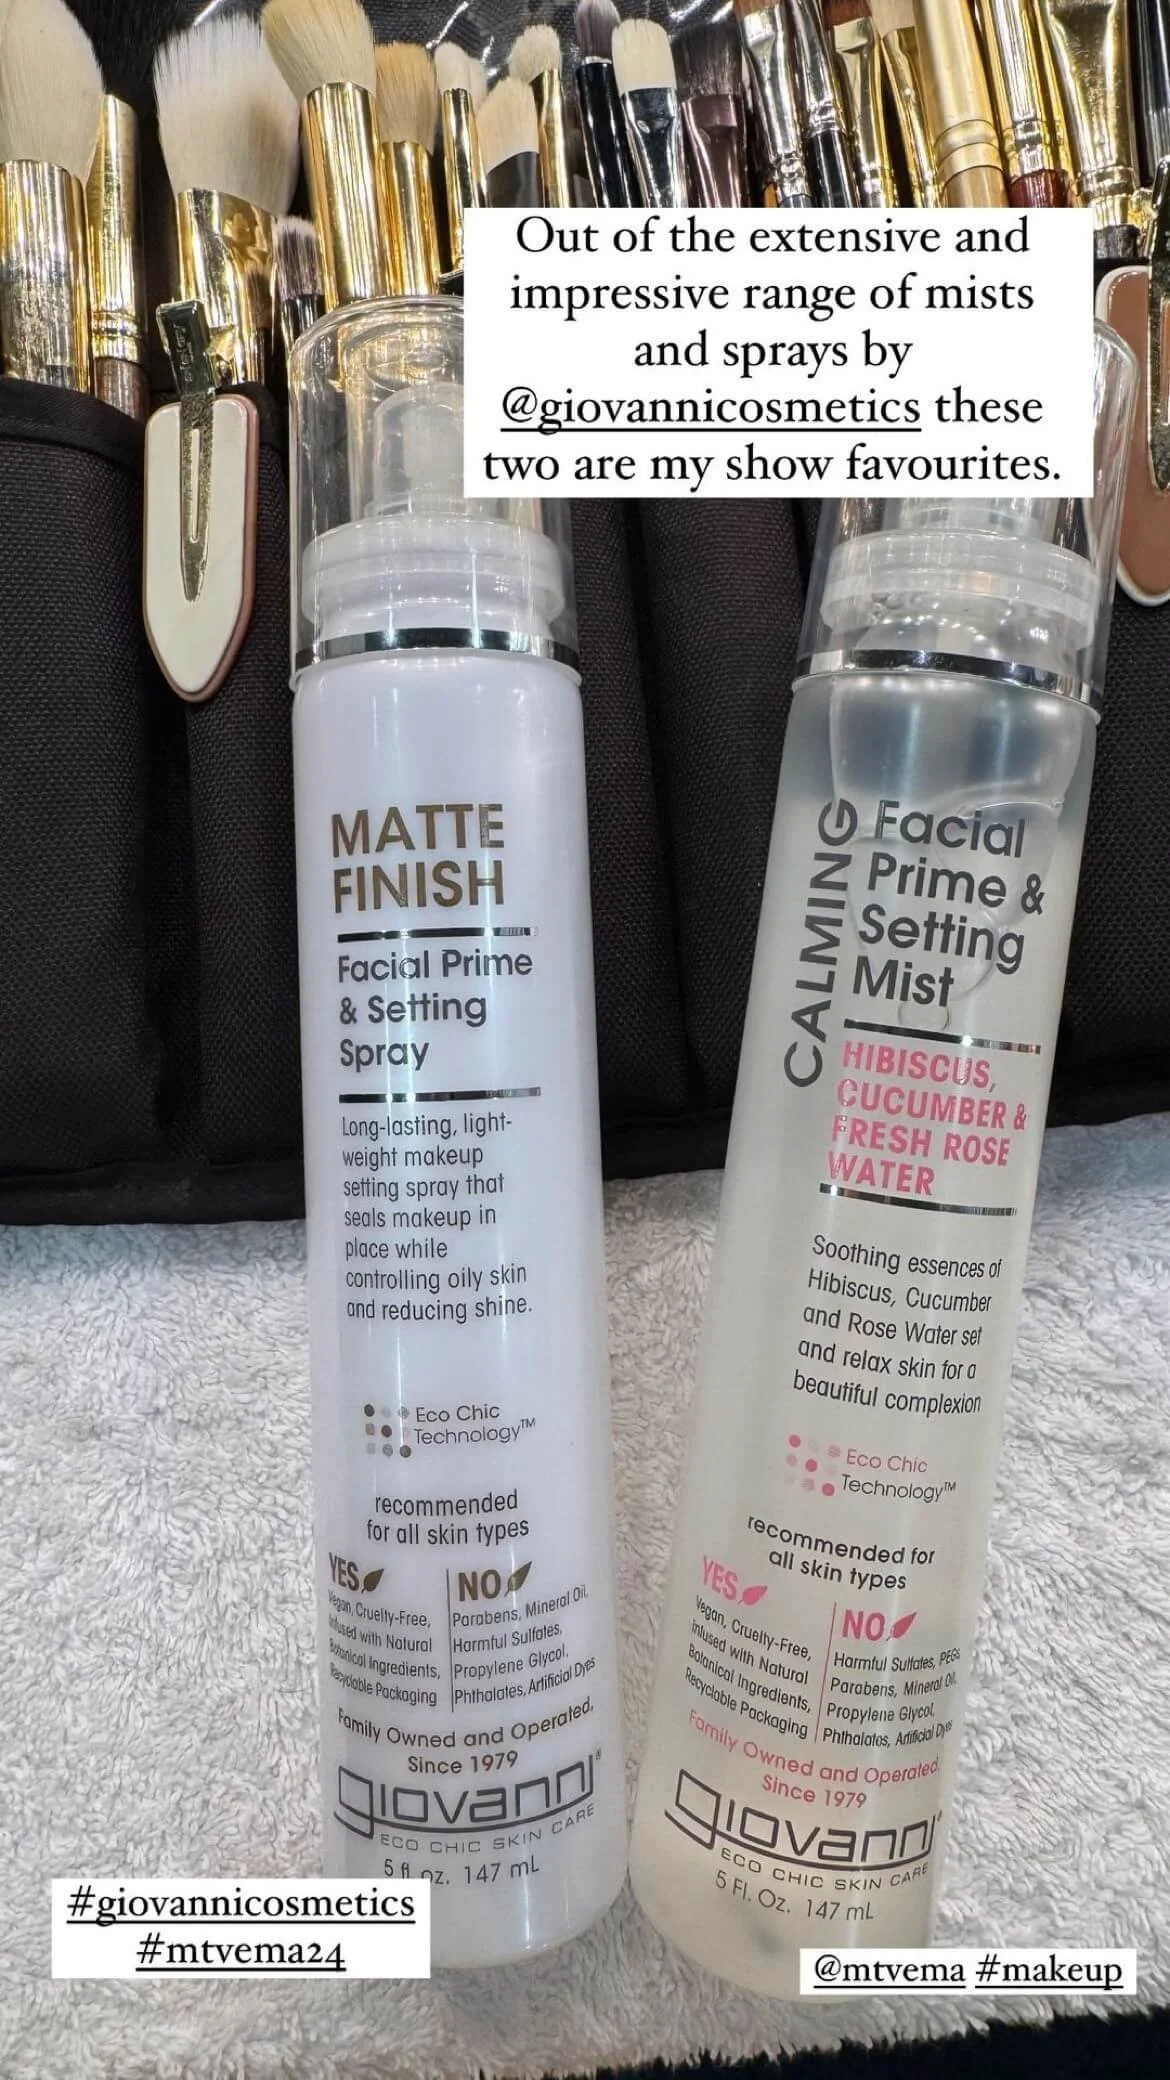 Out of the extensive and
impressive range of mists
and sprays by
@giovannicosmetics these
two are my show favourites.
MATTE
FINISH
Facial Prime
& Setting
Spray
Long-lasting, light-
weight makeup
setting spray that
seals makeup in
place while
controlling oily skin
and reducing shine.
Eco Chic
Technology™
recommended
for all skin types
YES
Vegan, Cruelty-Free,
Infused with Natural
Botanical Ingredients,
Recyclable Packaging
NO
Parabens, Mineral Oil,
Harmful Sulfates,
Propylene Glycol,
Phthalates, Artificial Dyes
Family Owned and Operated,
Since 1979
giovanni®
ECO CHIC SKIN CARE
5 fl oz. 147 mL
CALMING
Facial
Prime &
Setting
Mist
HIBISCUS,
CUCUMBER &
FRESH ROSE
WATER
Soothing essences of
Hibiscus, Cucumber
and Rose Water set
and relax skin for a
beautiful complexion
Eco Chic
Technology™
recommended for
all skin types
YES
Vegan, Cruelty-Free,
Infused with Natural
Botanical Ingredients,
Recyclable Packaging
NO
Harmful Sulfates, PEGs
Parabens, Mineral Oil,
Propylene Glycol,
Phthalates, Artificial Dyes
Family Owned and Operated,
Since 1979
giovanni®
ECO CHIC SKIN CARE
5 Fl. Oz. 147 mL
#giovannicosmetics
#mtvema24
@mtvema #makeup